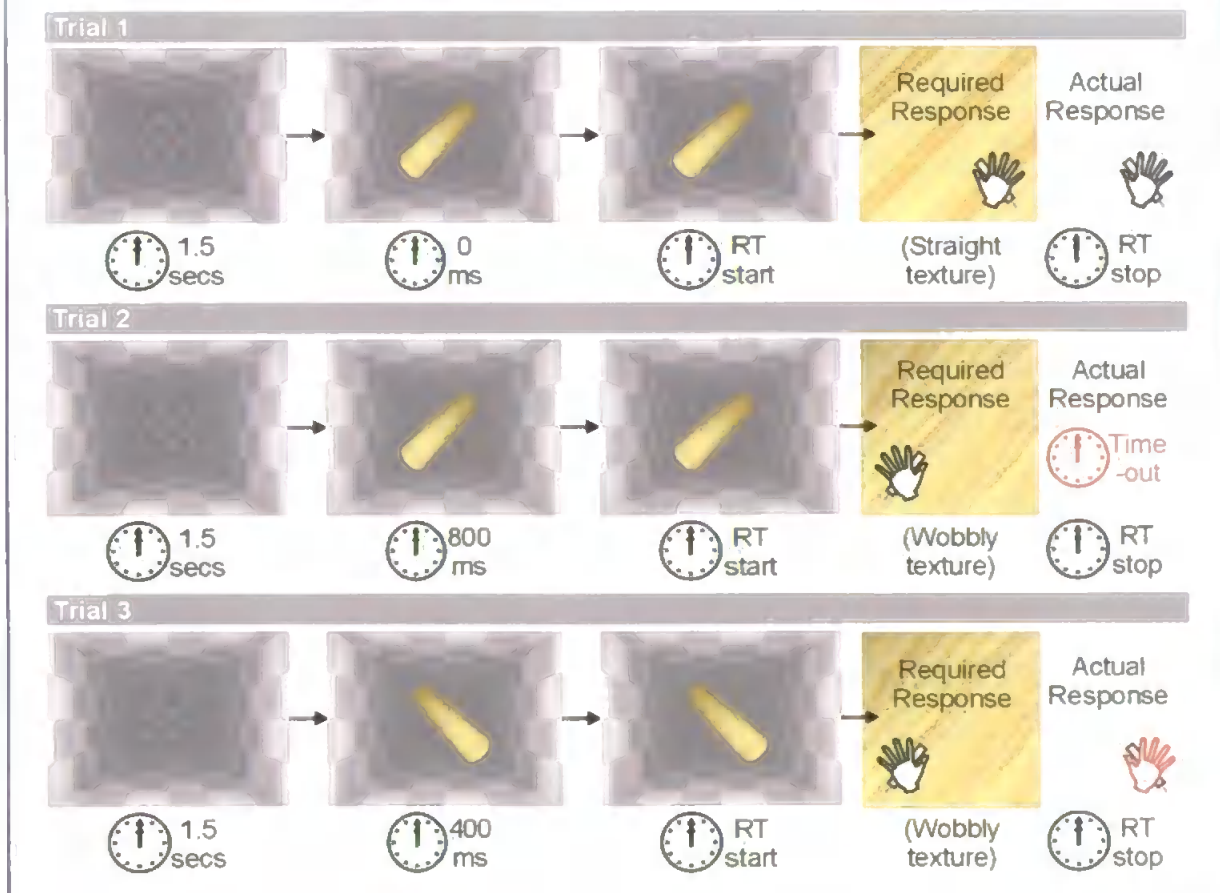 Trial 1
Required
Response
Actual
Response
1.5
secs
0
ms
RT
start
(Straight
texture)
RT
stop
Trial 2
Required
Response
Actual
Response
Time
-out
1.5
secs
800
ms
RT
start
(Wobbly
texture)
RT
stop
Trial 3
Required
Response
Actual
Response
1.5
secs
400
ms
RT
start
(Wobbly
texture)
RT
stop